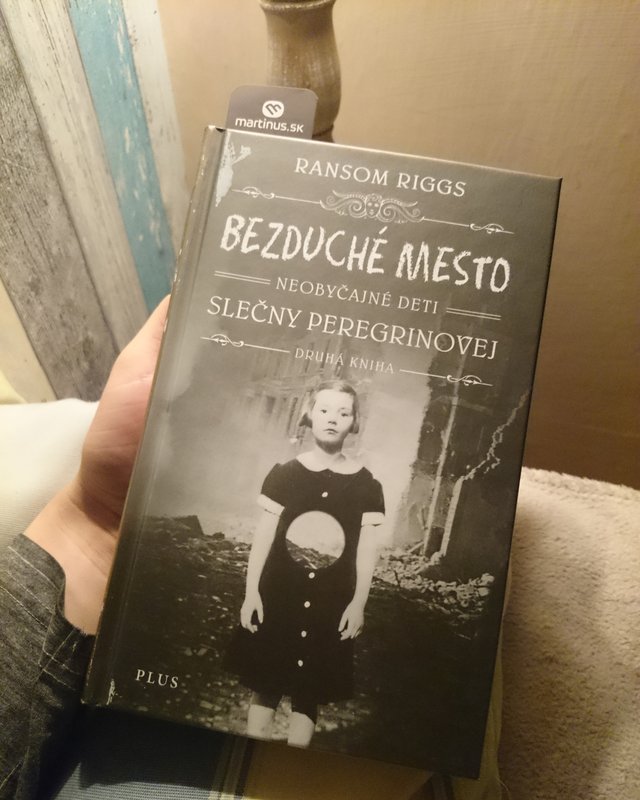 martinus.sk
RANSOM RIGGS
BEZDUCHÉ MESTO
NEOBYČAJNÉ DETI
SLEČNY PEREGRINOVEJ
DRUHÁ KNIHA
PLUS